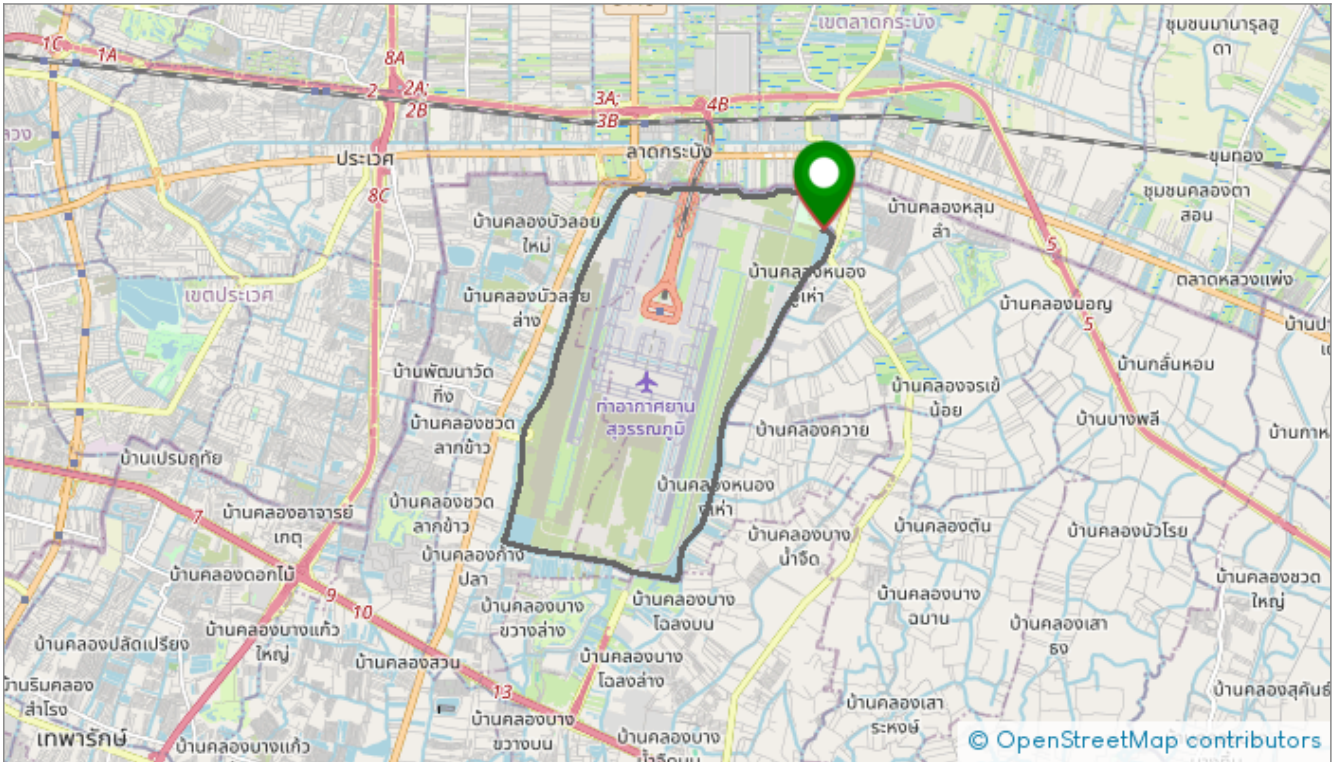 เขตลาดกระบัง
ชุมชนมานารุลฮู
ดา
1C
1A
8A
2
2A;
2B
3A;
3B
4B
ลาดกระบัง
ประเวศ
8C
ชุมทอง
ชุมชนคลองตา
สอน
บ้านคลองบัวลอย
ใหม่
บ้านคลองหลุม
ลำ
5
บ้านคลองหนอง
งูเห่า
ตลาดหลวงแพ่ง
เขตประเวศ
บ้านคลองบัวลอย
ล่าง
บ้านคลองมอญ
5
บ้านกลั่นหอม
บ้านพัฒนาวัด
กิ่ง
ท่าอากาศยาน
สุวรรณภูมิ
บ้านคลองจรเข้
น้อย
บ้านบางพลี
บ้านคลองชวด
ลากข้าว
บ้านคลองควาย
บ้านเปรมฤทัย
บ้านคลองหนอง
งูเห่า
7
บ้านคลองอาจารย์
เกตุ
บ้านคลองชวด
ลากข้าว
บ้านคลองบาง
น้ำจืด
บ้านคลองตัน
บ้านคลองบัวโรย
บ้านคลองก้าง
ปลา
บ้านคลองดอกไม้
9
10
บ้านคลองบาง
ขวางล่าง
บ้านคลองบาง
โฉลงบน
บ้านคลองบาง
ฉมาน
บ้านคลองชวด
ใหญ่
บ้านคลองปลัดเปรียง
บ้านคลองบางแก้ว
ใหญ่
บ้านคลองเสา
ธง
บ้านคลองสวน
บ้านคลองบาง
โฉลงล่าง
13
บ้านริมคลอง
สำโรง
บ้านคลองเสา
ระหงษ์
เทพารักษ์
บ้านคลองบางแก้ว
บ้านคลองบาง
ขวางบน
บ้านคลองบาง
© OpenStreetMap contributors